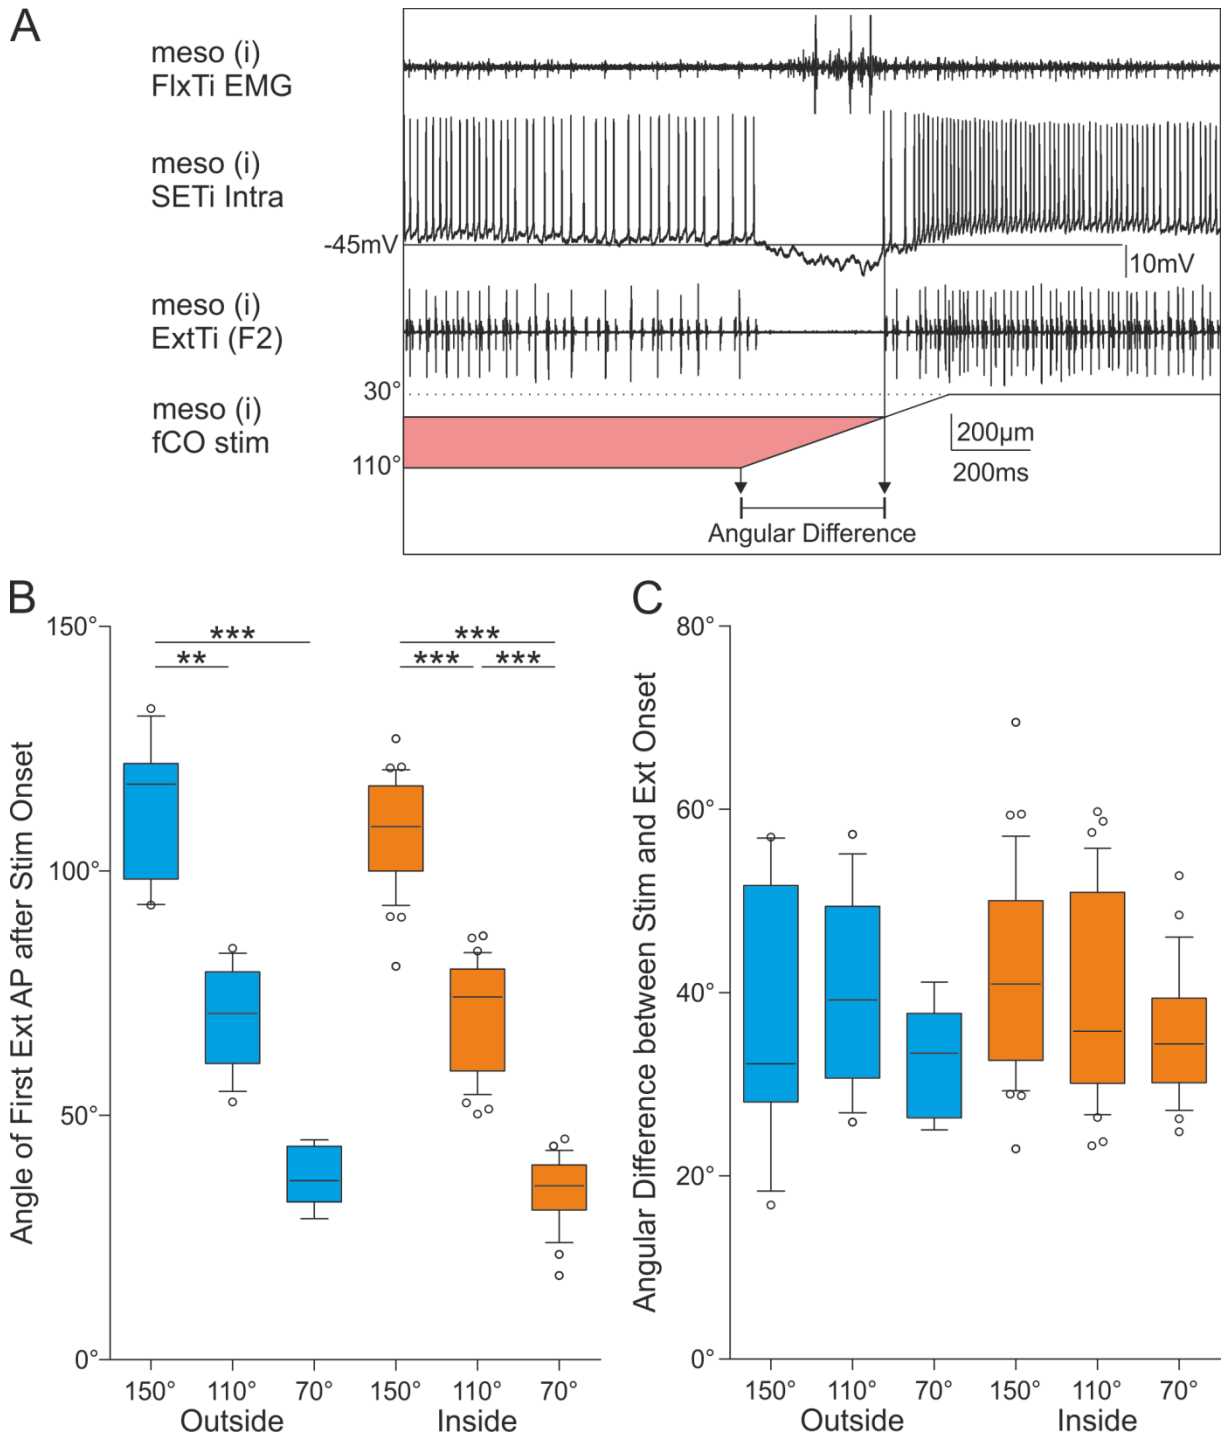 A
meso (i)
FlxTi EMG
meso (i)
SETi Intra
-45mV
10mV
meso (i)
ExtTi (F2)
30°
meso (i)
fCO stim
110°
200µm
200ms
Angular Difference
B
Angle of First Ext AP after Stim Onset
150°
100°
50°
0°
***
**
***
***
***
150°
110°
70°
150°
110°
70°
Outside
Inside
C
Angular Difference between Stim and Ext Onset
80°
60°
40°
20°
0°
150°
110°
70°
150°
110°
70°
Outside
Inside